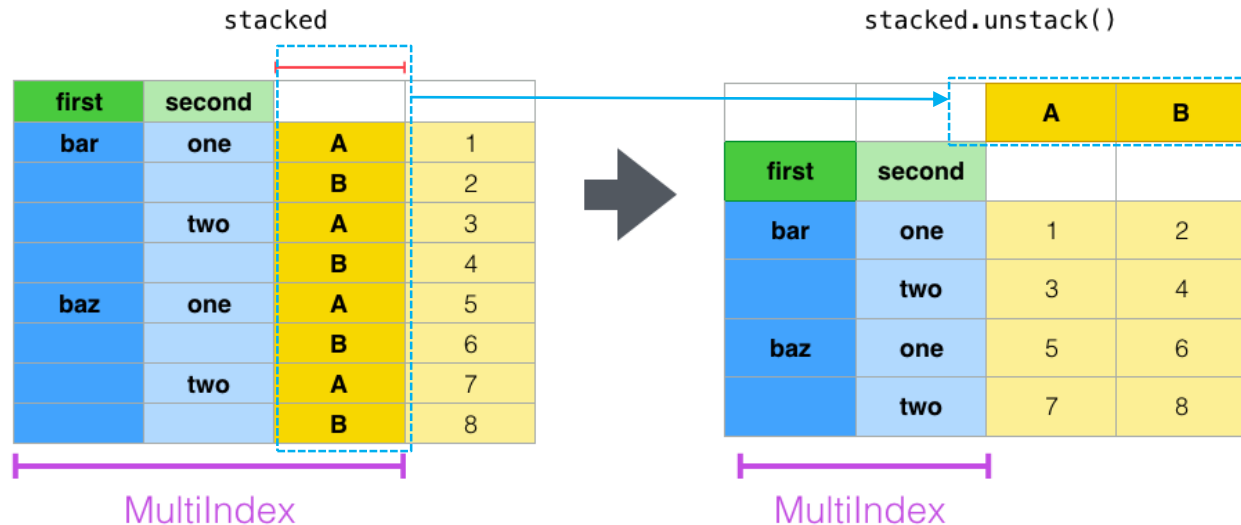 stacked
stacked.unstack()
first second
bar one A 1
B 2
two A 3
B 4
baz one A 5
B 6
two A 7
B 8
MultiIndex
A B
first second
bar one 1 2
two 3 4
baz one 5 6
two 7 8
MultiIndex